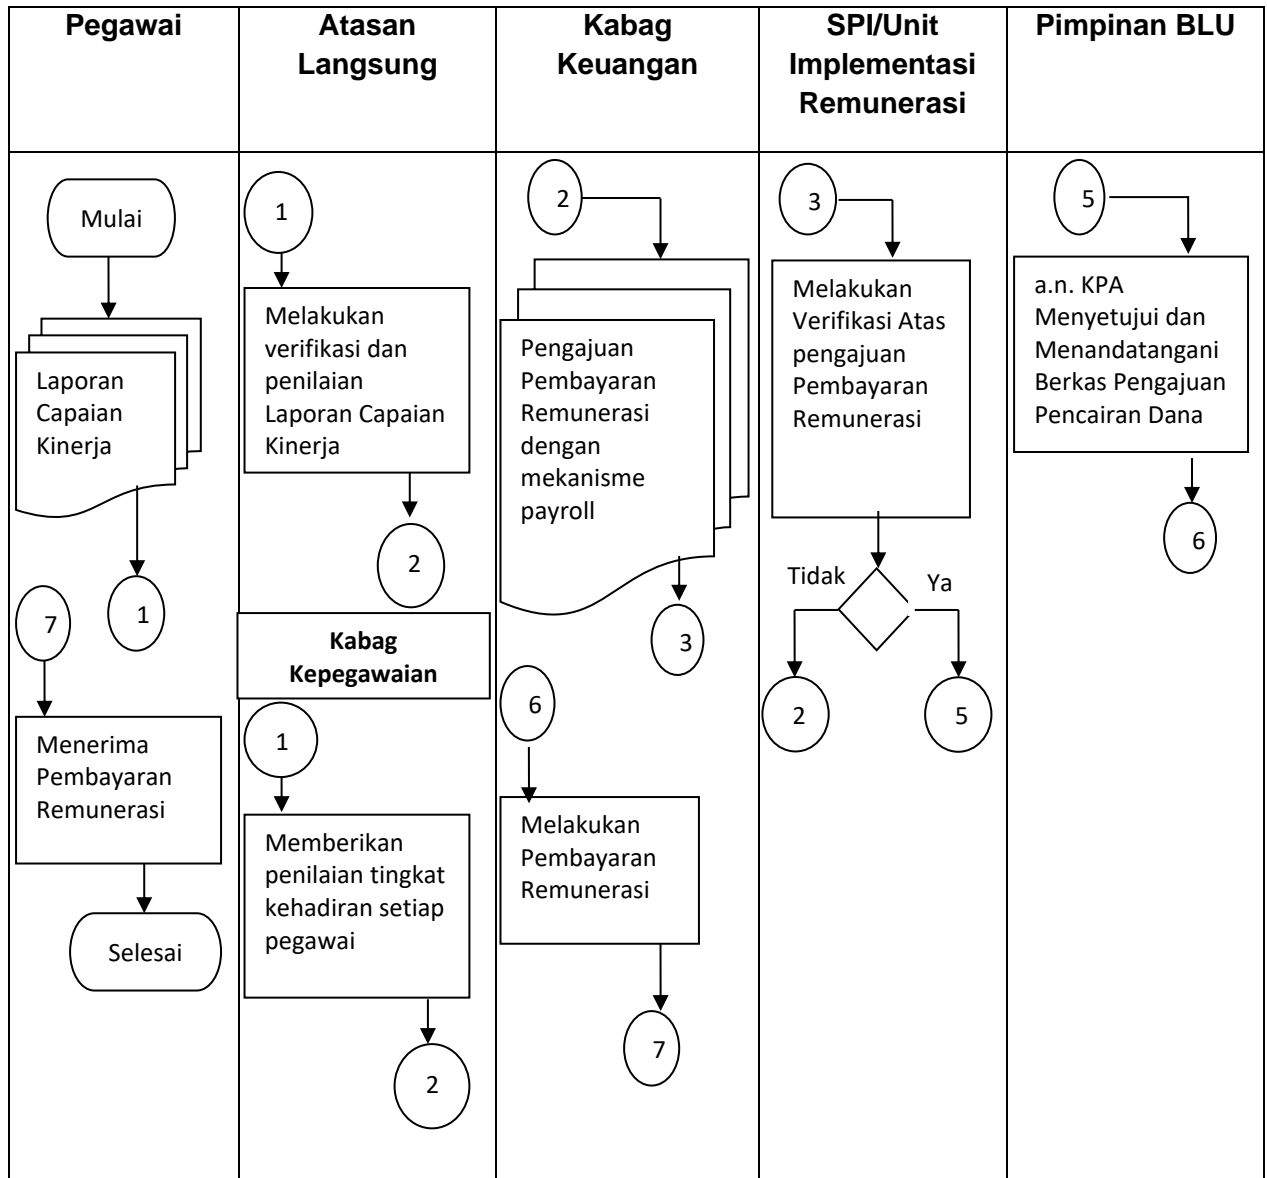 Pegawai
Atasan
Langsung
Kabag
Keuangan
SPI/Unit
Implementasi
Remunerasi
Pimpinan BLU
Mulai
Laporan
Capaian
Kinerja
1
7
Menerima
Pembayaran
Remunerasi
Selesai
1
Melakukan
verifikasi dan
penilaian
Laporan Capaian
Kinerja
2
Kabag
Kepegawaian
1
Memberikan
penilaian tingkat
kehadiran setiap
pegawai
2
2
Pengajuan
Pembayaran
Remunerasi
dengan
mekanisme
payroll
3
6
Melakukan
Pembayaran
Remunerasi
7
3
Melakukan
Verifikasi Atas
pengajuan
Pembayaran
Remunerasi
Tidak
Ya
2
5
5
a.n. KPA
Menyetujui dan
Menandatangani
Berkas Pengajuan
Pencairan Dana
6